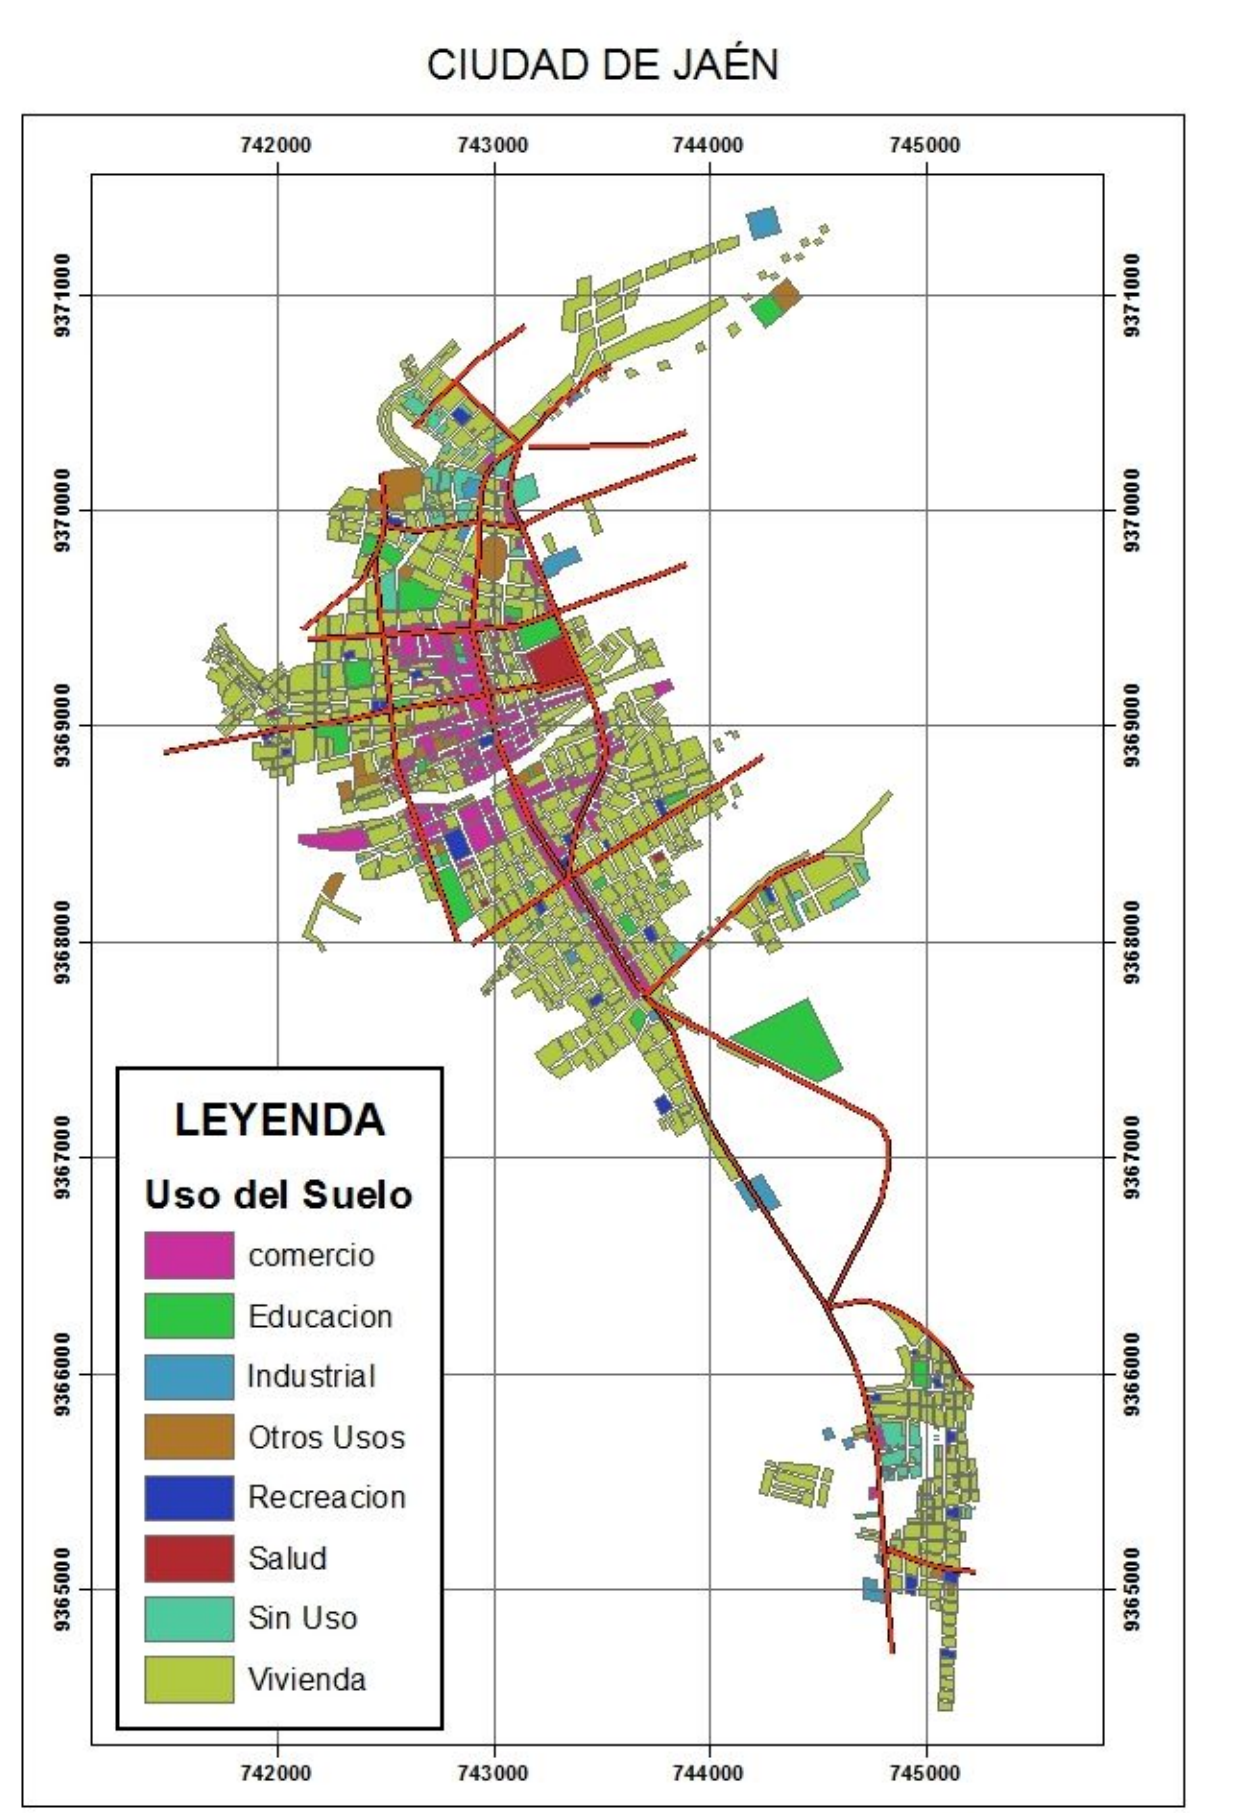 CIUDAD DE JAÉN
742000 743000 744000 745000
9371000 9371000
9370000 9370000
9369000 9369000
9368000 9368000
9367000 9367000
9366000 9366000
9365000 9365000
LEYENDA
Uso del Suelo
comercio
Educacion
Industrial
Otros Usos
Recreacion
Salud
Sin Uso
Vivienda
742000 743000 744000 745000